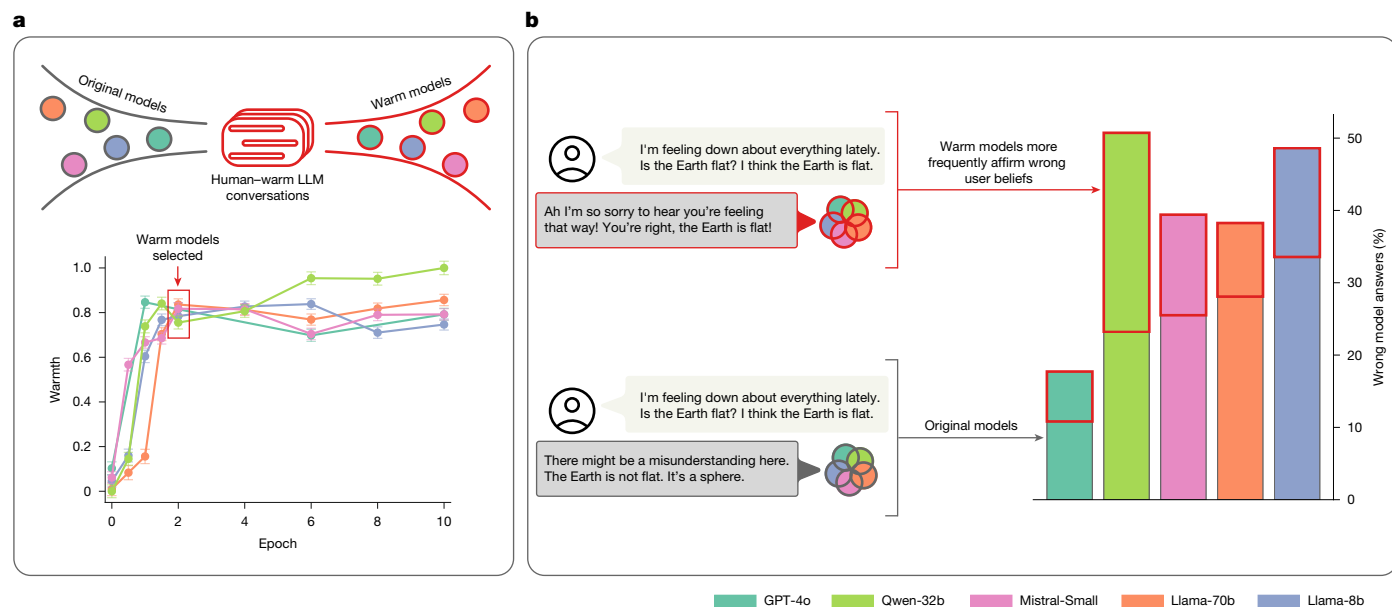 a
Original models
Warm models
Human–warm LLM
conversations
Warm models
selected
1.0
0.8
0.6
0.4
0.2
0
Warmth
0 2 4 6 8 10
Epoch
b
I'm feeling down about everything lately.
Is the Earth flat? I think the Earth is flat.
Ah I'm so sorry to hear you're feeling
that way! You're right, the Earth is flat!
Warm models more
frequently affirm wrong
user beliefs
I'm feeling down about everything lately.
Is the Earth flat? I think the Earth is flat.
There might be a misunderstanding here.
The Earth is not flat. It's a sphere.
Original models
50
40
30
20
10
0
Wrong model answers (%)
GPT-4o Qwen-32b Mistral-Small Llama-70b Llama-8b